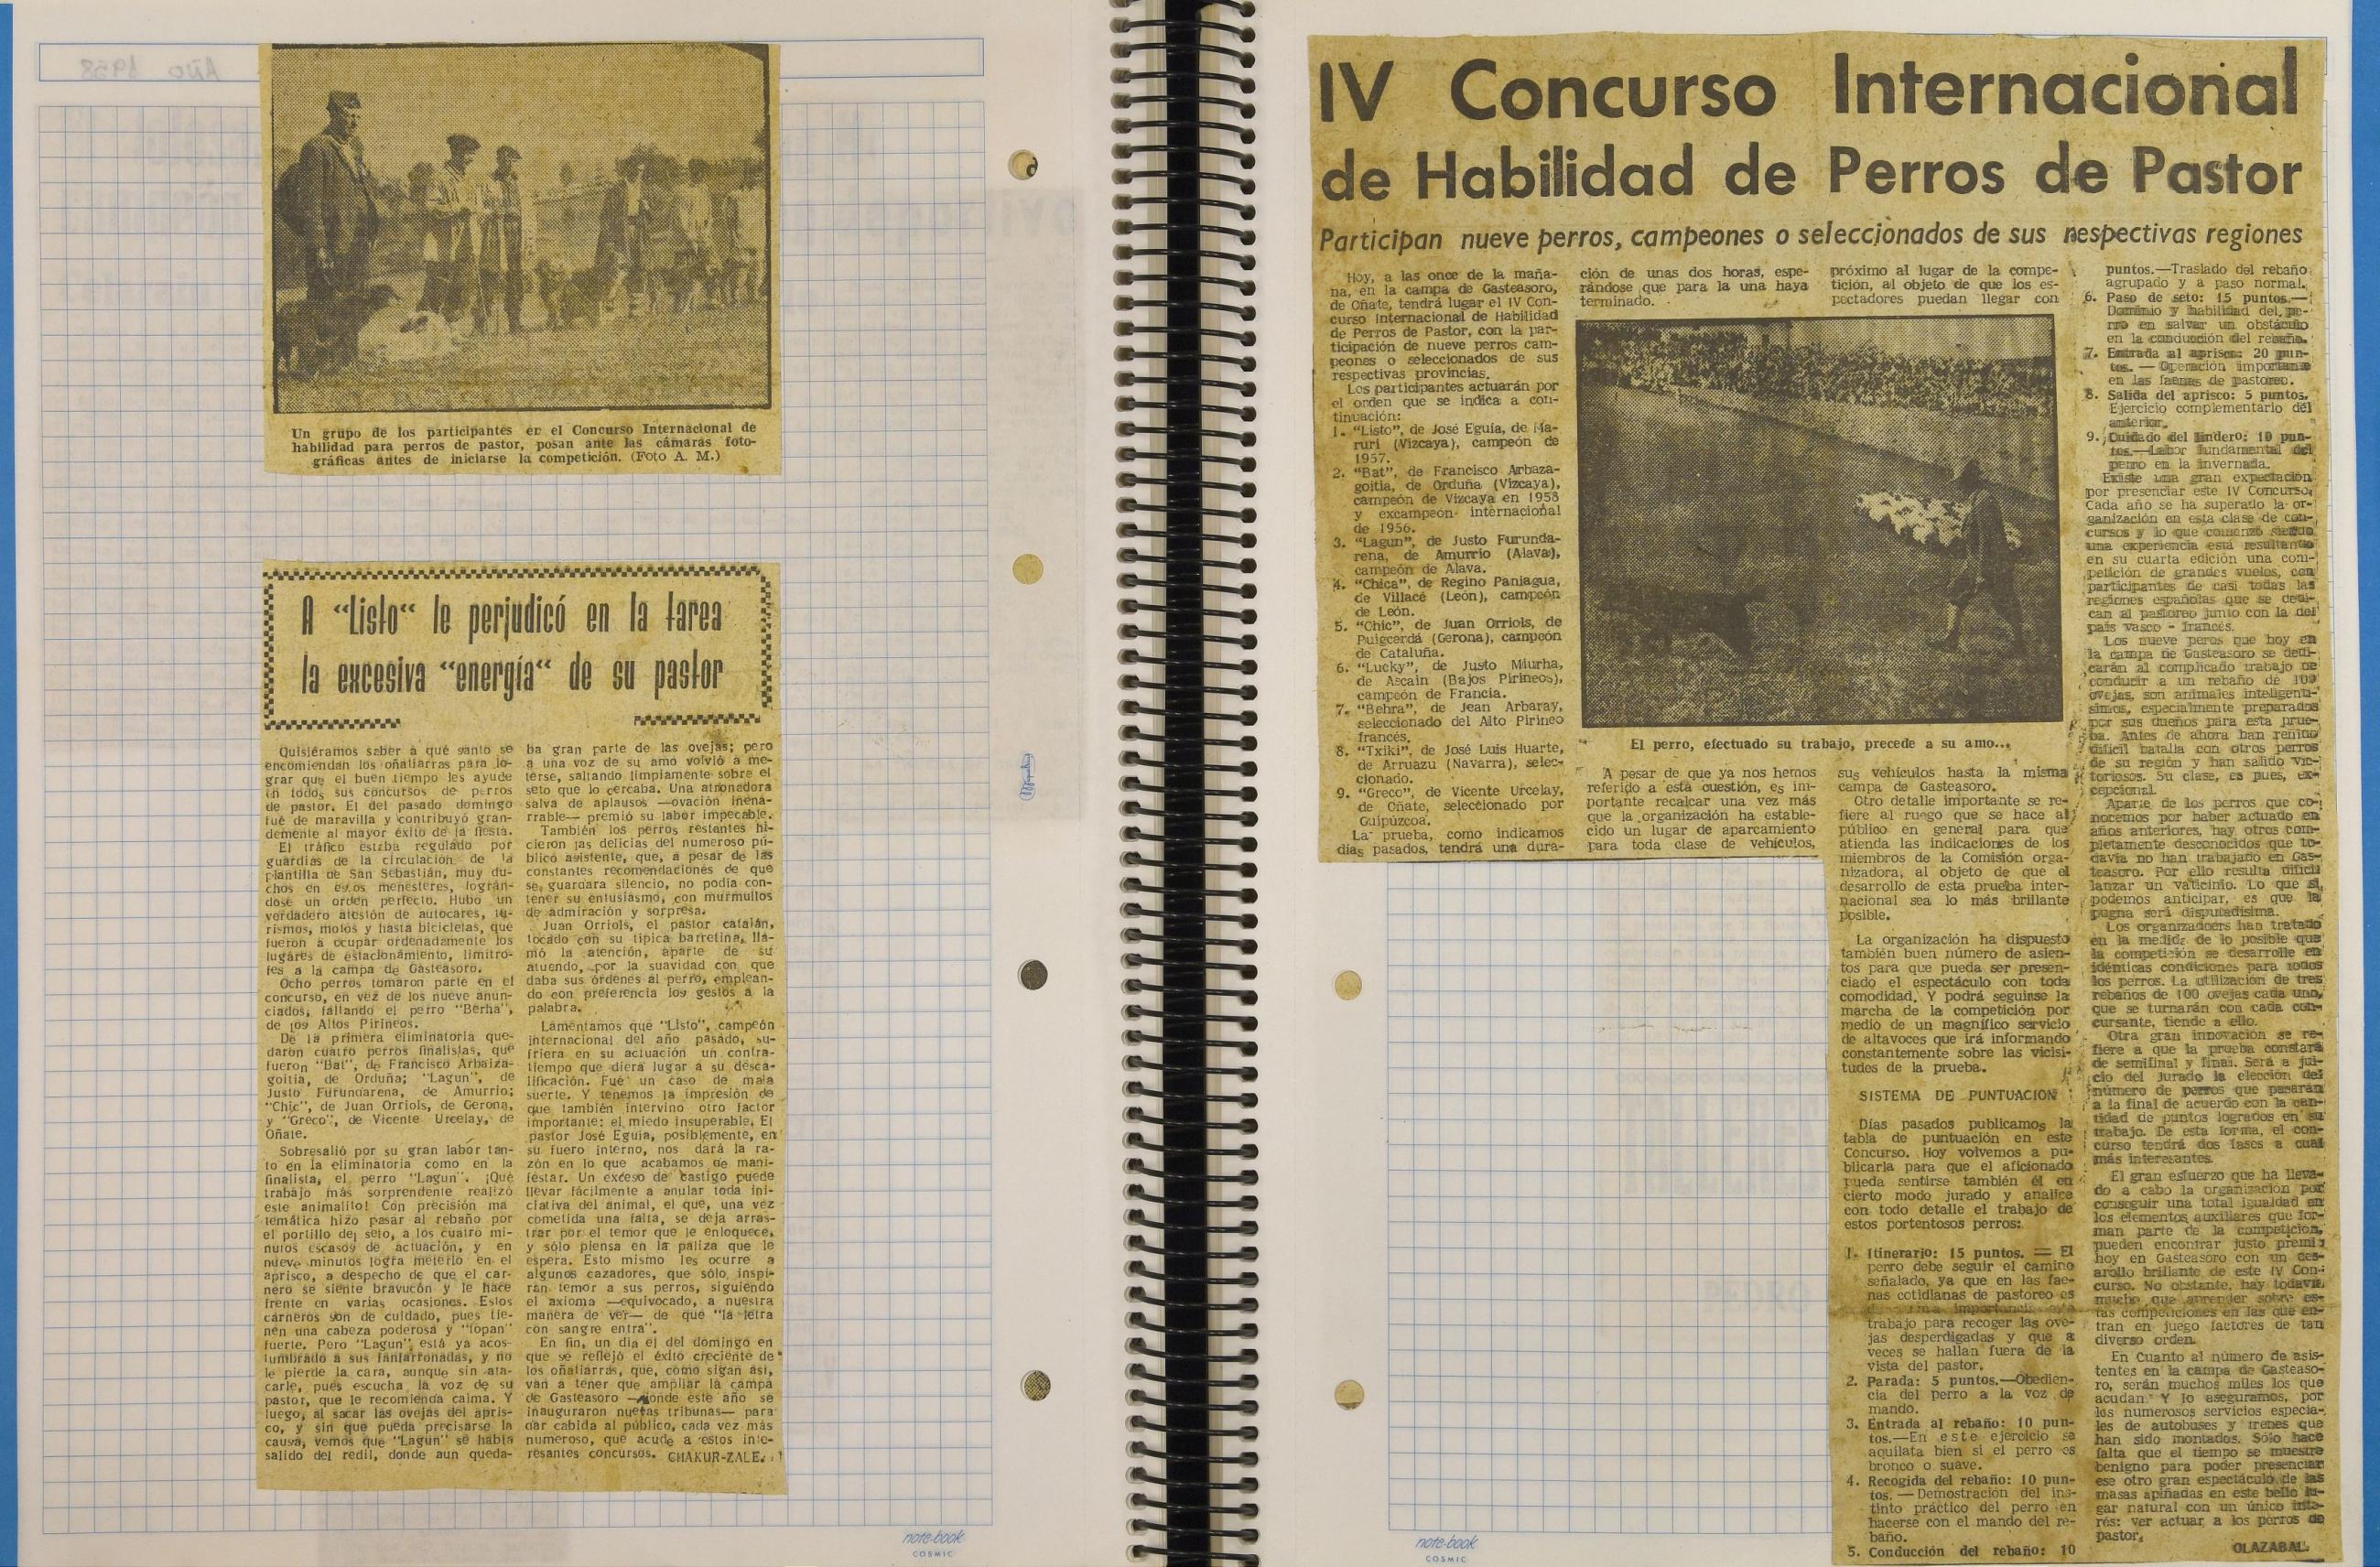 AÑO 1958
Un grupo de los participantes en el Concurso Internacional de
habilidad para perros de pastor, posan ante las cámaras foto-
gráficas antes de iniciarse la competición. (Foto A. M.)
A “Listo“ le perjudicó en la tarea
la excesiva “energía“ de su pastor
Quisiéramos saber a qué santo se
encomiendan los oñatiarras para lo-
grar que el buen tiempo les ayude
en todos sus concursos de perros
de pastor. El del pasado domingo
fué de maravilla y contribuyó gran-
demente al mayor éxito de la fiesta.
El tráfico estaba regulado por
guardias de la circulación de la
plantilla de San Sebastián, muy du-
chos en estos menesteres, lográn-
dose un orden perfecto. Hubo un
verdadero atestón de autocares, tu-
rismos, motos y hasta bicicletas, que
fueron a ocupar ordenadamente los
lugares de estacionamiento, limítro-
fes a la campa de Gasteasoro.
Ocho perros tomaron parte en el
concurso, en vez de los nueve anun-
ciados, fallando el perro “Berha”,
de los Altos Pirineos.
De la primera eliminatoria que-
daron cuatro perros finalistas, que
fueron “Bat”, de Francisco Arbaiza-
goitia, de Orduña; “Lagun”, de
Justo Furundarena, de Amurrio;
“Chic”, de Juan Orriols, de Gerona,
y “Greco”, de Vicente Urcelay, de
Oñate.
Sobresalió por su gran labor tan-
to en la eliminatoria como en la
finalista, el perro “Lagun”. ¡Qué
trabajo más sorprendente realizó
este animalito! Con precisión ma
temática hizo pasar al rebaño por
el portillo del seto, a los cuatro mi-
nutos escasos de actuación, y en
nueve minutos logra meterlo en el
aprisco, a despecho de que el car-
nero se siente bravucón y le hace
frente en varias ocasiones. Estos
carneros son de cuidado, pues tie-
nen una cabeza poderosa y “topan”
fuerte. Pero “Lagun” está ya acos-
tumbrado a sus fanfarronadas, y no
le pierde la cara, aunque sin ata-
carle, pues escucha la voz de su
pastor, que le recomienda calma. Y
luego, al sacar las ovejas del apris-
co, y sin que pueda precisarse la
causa, vemos que “Lagun” se había
salido del redil, donde aun queda-
ba gran parte de las ovejas; pero
a una voz de su amo volvió a me-
terse, saltando limpiamente sobre el
seto que lo cercaba. Una atronadora
salva de aplausos —ovación inena-
rrable— premió su labor impecable.
También los perros restantes hi-
cieron las delicias del numeroso pú-
blico asistente, que, a pesar de las
constantes recomendaciones de que
se guardara silencio, no podía con-
tener su entusiasmo, con murmullos
de admiración y sorpresa.
Juan Orriols, el pastor catalán,
tocado con su típica barretina, lla-
mó la atención, aparte de su
atuendo, por la suavidad con que
daba sus órdenes al perro, emplean-
do con preferencia los gestos a la
palabra.
Lamentamos que “Listo”, campeón
internacional del año pasado, su-
friera en su actuación un contra-
tiempo que diera lugar a su desca-
lificación. Fué un caso de mala
suerte. Y tenemos la impresión de
que también intervino otro factor
importante: el miedo insuperable. El
pastor José Eguía, posiblemente, en
su fuero interno, nos dará la ra-
zón en lo que acabamos de mani-
festar. Un exceso de castigo puede
llevar fácilmente a anular toda ini-
ciativa del animal, el que, una vez
cometida una falta, se deja arras-
trar por el temor que le enloquece,
y sólo piensa en la paliza que le
espera. Esto mismo les ocurre a
algunos cazadores, que sólo inspi-
ran temor a sus perros, siguiendo
el axioma —equivocado, a nuestra
manera de ver— de que “la letra
con sangre entra”.
En fin, un día el del domingo en
que se reflejó el éxito creciente de
los oñatiarras, que, como sigan así,
van a tener que ampliar la campa
de Gasteasoro —donde este año se
inauguraron nuevas tribunas— para
dar cabida al público, cada vez más
numeroso, que acude a estos inte-
resantes concursos. CHAKUR-ZALE.
note-book
COSMIC
IV Concurso Internacional
de Habilidad de Perros de Pastor
Participan nueve perros, campeones o seleccionados de sus respectivas regiones
Hoy, a las once de la maña-
na, en la campa de Gasteasoro,
de Oñate, tendrá lugar el IV Con-
curso Internacional de Habilidad
de Perros de Pastor, con la par-
ticipación de nueve perros cam-
peones o seleccionados de sus
respectivas provincias.
Los participantes actuarán por
el orden que se indica a con-
tinuación:
1. “Listo”, de José Eguía, de Ma-
ruri (Vizcaya), campeón de
1957.
2. “Bat”, de Francisco Arbaza-
goitia, de Orduña (Vizcaya),
campeón de Vizcaya en 1958
y excampeón internacional
de 1956.
3. “Lagun”, de Justo Furunda-
rena, de Amurrio (Alava),
campeón de Alava.
4. “Chica”, de Regino Paniagua,
de Villacé (León), campeón
de León.
5. “Chic”, de Juan Orriols, de
Puigcerdá (Gerona), campeón
de Cataluña.
6. “Lucky”, de Justo Miurha,
de Ascain (Bajos Pirineos),
campeón de Francia.
7. “Behra”, de Jean Arbaray,
seleccionado del Alto Pirineo
francés.
8. “Txiki”, de José Luis Huarte,
de Arruazu (Navarra), selec-
cionado.
9. “Greco”, de Vicente Urcelay,
de Oñate, seleccionado por
Guipúzcoa.
La prueba, como indicamos
días pasados, tendrá una dura-
ción de unas dos horas, espe-
rándose que para la una haya
terminado.
El perro, efectuado su trabajo, precede a su amo...
A pesar de que ya nos hemos
referido a esta cuestión, es im-
portante recalcar una vez más
que la organización ha estable-
cido un lugar de aparcamiento
para toda clase de vehículos,
próximo al lugar de la compe-
tición, al objeto de que los es-
pectadores puedan llegar con
sus vehículos hasta la misma
campa de Gasteasoro.
Otro detalle importante se re-
fiere al ruego que se hace al
público en general para que
atienda las indicaciones de los
miembros de la Comisión orga-
nizadora, al objeto de que el
desarrollo de esta prueba inter-
nacional sea lo más brillante
posible.
La organización ha dispuesto
también buen número de asien-
tos para que pueda ser presen-
ciado el espectáculo con toda
comodidad. Y podrá seguirse la
marcha de la competición por
medio de un magnífico servicio
de altavoces que irá informando
constantemente sobre las vicisi-
tudes de la prueba.
SISTEMA DE PUNTUACION
Días pasados publicamos la
tabla de puntuación en este
Concurso. Hoy volvemos a pu-
blicarla para que el aficionado
pueda sentirse también él en
cierto modo jurado y analice
con todo detalle el trabajo de
estos portentosos perros:
1. Itinerario: 15 puntos. — El
perro debe seguir el camino
señalado, ya que en las fae-
nas cotidianas de pastoreo es
de suma importancia este
trabajo para recoger las ove-
jas desperdigadas y que a
veces se hallan fuera de la
vista del pastor.
2. Parada: 5 puntos.—Obedien-
cia del perro a la voz de
mando.
3. Entrada al rebaño: 10 pun-
tos.—En este ejercicio se
aquilata bien si el perro es
bronco o suave.
4. Recogida del rebaño: 10 pun-
tos. — Demostración del ins-
tinto práctico del perro en
hacerse con el mando del re-
baño.
5. Conducción del rebaño: 10
puntos.—Traslado del rebaño
agrupado y a paso normal.
6. Paso de seto: 15 puntos.—
Dominio y habilidad del pe-
rro en salvar un obstáculo
en la conducción del rebaño.
7. Entrada al aprisco: 20 pun-
tos. — Operación importante
en las faenas de pastoreo.
8. Salida del aprisco: 5 puntos.
Ejercicio complementario del
anterior.
9. Cuidado del lindero: 10 pun-
tos.—Labor fundamental del
perro en la invernada.
Existe una gran expectación
por presenciar este IV Concurso.
Cada año se ha superado la or-
ganización en esta clase de con-
cursos y lo que comenzó siendo
una experiencia está resultando
en su cuarta edición una com-
petición de grandes vuelos, con
participantes de casi todas las
regiones españolas que se dedi-
can al pastoreo junto con la del
país vasco - francés.
Los nueve peros que hoy en
la campa de Gasteasoro se dedi-
carán al complicado trabajo de
conducir a un rebaño de 100
ovejas, son animales inteligentí-
simos, especialmente preparados
por sus dueños para esta prue-
ba. Antes de ahora han reñido
difícil batalla con otros perros
de su región y han salido vic-
toriosos. Su clase, es pues, ex-
cepcional.
Aparte de los perros que co-
nocemos por haber actuado en
años anteriores, hay otros com-
pletamente desconocidos que to-
davía no han trabajado en Gas-
teasoro. Por ello resulta difícil
lanzar un vaticinio. Lo que sí,
podemos anticipar, es que la
pugna será disputadísima.
Los organizadoers han tratado
en la medida de lo posible que
la competición se desarrolle en
idénticas condiciones para todos
los perros. La utilización de tres
rebaños de 100 ovejas cada uno,
que se turnarán con cada con-
cursante, tiende a ello.
Otra gran innovación se re-
fiere a que la prueba constará
de semifinal y final. Será a jui-
cio del Jurado la elección del
número de perros que pasarán
a la final de acuerdo con la can-
tidad de puntos logrados en su
trabajo. De esta forma, el con-
curso tendrá dos fases a cual
más interesantes.
El gran esfuerzo que ha lleva-
do a cabo la organización por
conseguir una total igualdad en
los elementos auxiliares que for-
man parte de la competición,
pueden encontrar justo premio
hoy en Gasteasoro con un des-
arollo brillante de este IV Con-
curso. No obstante, hay todavía
mucho que aprender sobre es-
tas competiciones en las que en-
tran en juego factores de tan
diverso orden.
En Cuanto al número de asis-
tentes en la campa de Gasteaso-
ro, serán muchos miles los que
acudan. Y lo aseguramos, por
los numerosos servicios especia-
les de autobuses y trenes que
han sido montados. Sólo hace
falta que el tiempo se muestre
benigno para poder presenciar
ese otro gran espectáculo de las
masas apiñadas en este bello lu-
gar natural con un único inte-
rés: ver actuar a los perros de
pastor.
OLAZABAL.
note-book
COSMIC